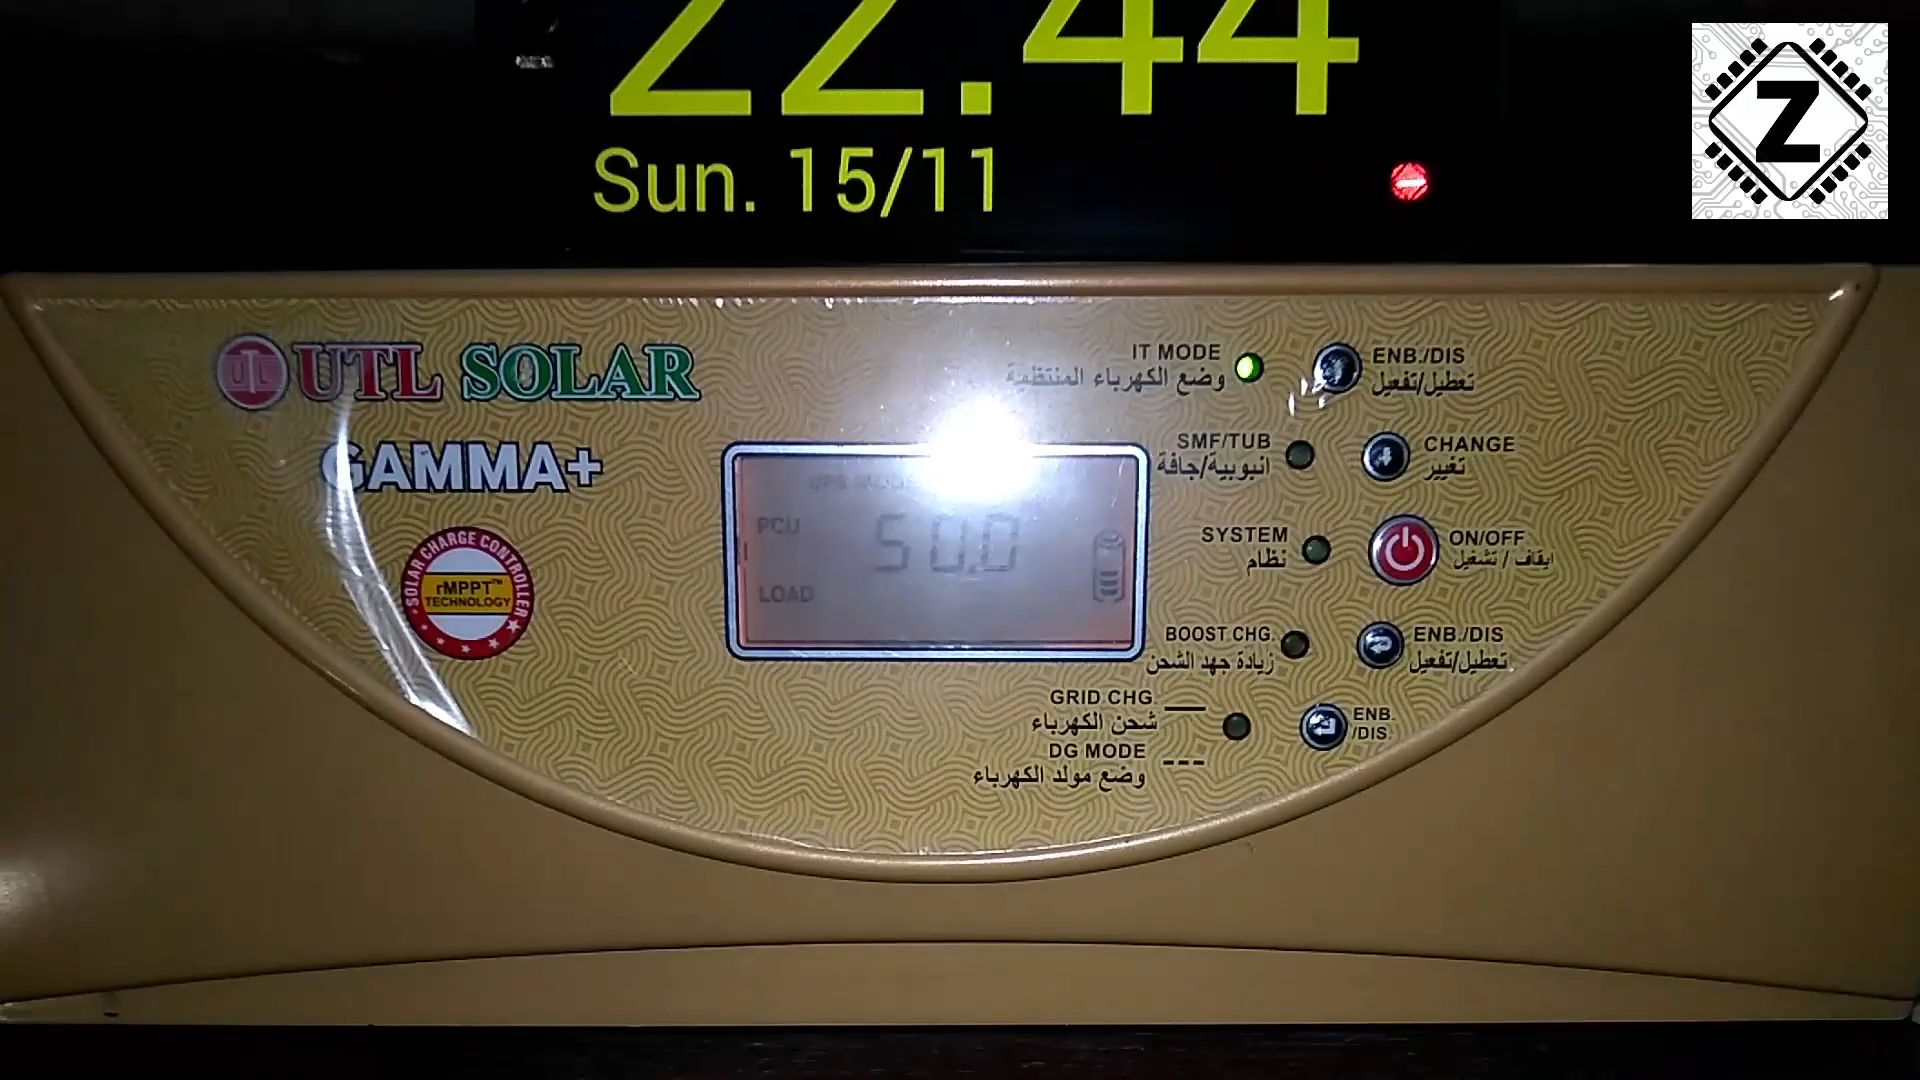 22.44
Sun. 15/11
Z
UTL SOLAR
GAMMA+
SOLAR CHARGE CONTROLLER
rMPPT™
TECHNOLOGY
PCU
50.0
LOAD
IT MODE
وضع الكهرباء المنتظمة
ENB./DIS
تعطيل/تفعيل
SMF/TUB
انبوبية/جافة
CHANGE
تغيير
SYSTEM
نظام
ON/OFF
ايقاف / تشغيل
BOOST CHG.
زيادة جهد الشحن
ENB./DIS
تعطيل/تفعيل
GRID CHG.
شحن الكهرباء
DG MODE
وضع مولد الكهرباء
ENB.
/DIS.